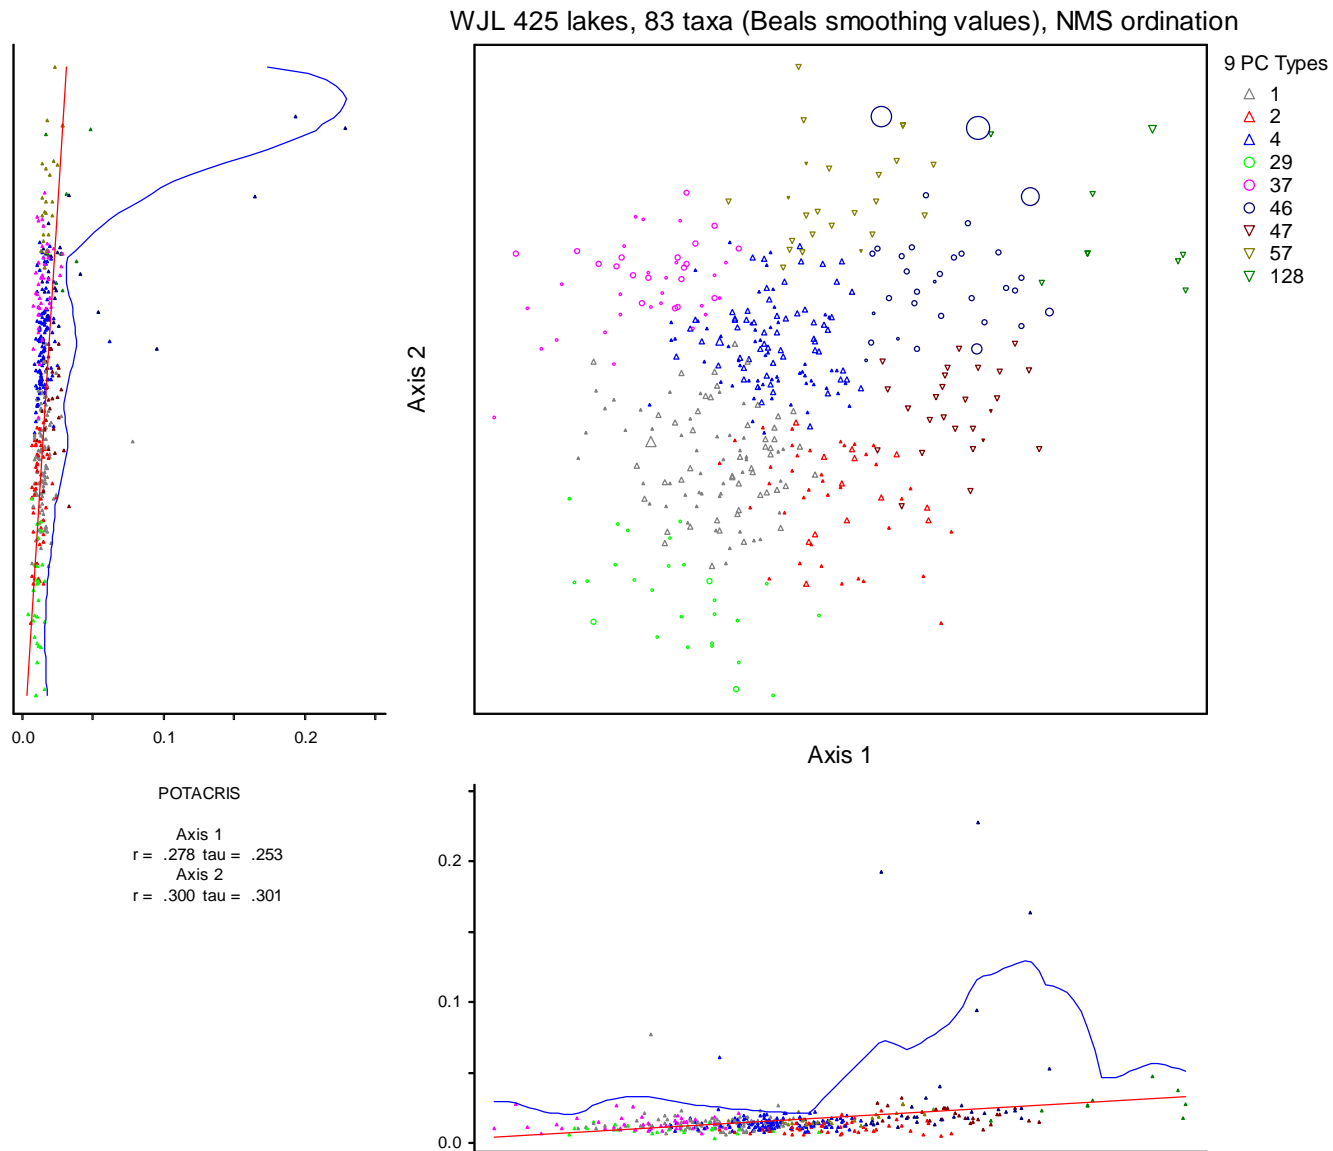 WJL 425 lakes, 83 taxa (Beals smoothing values), NMS ordination
9 PC Types
1
2
4
29
37
46
47
57
128
Axis 2
0.0 0.1 0.2
Axis 1
POTACRIS
Axis 1
r = .278 tau = .253
Axis 2
r = .300 tau = .301
0.2
0.1
0.0